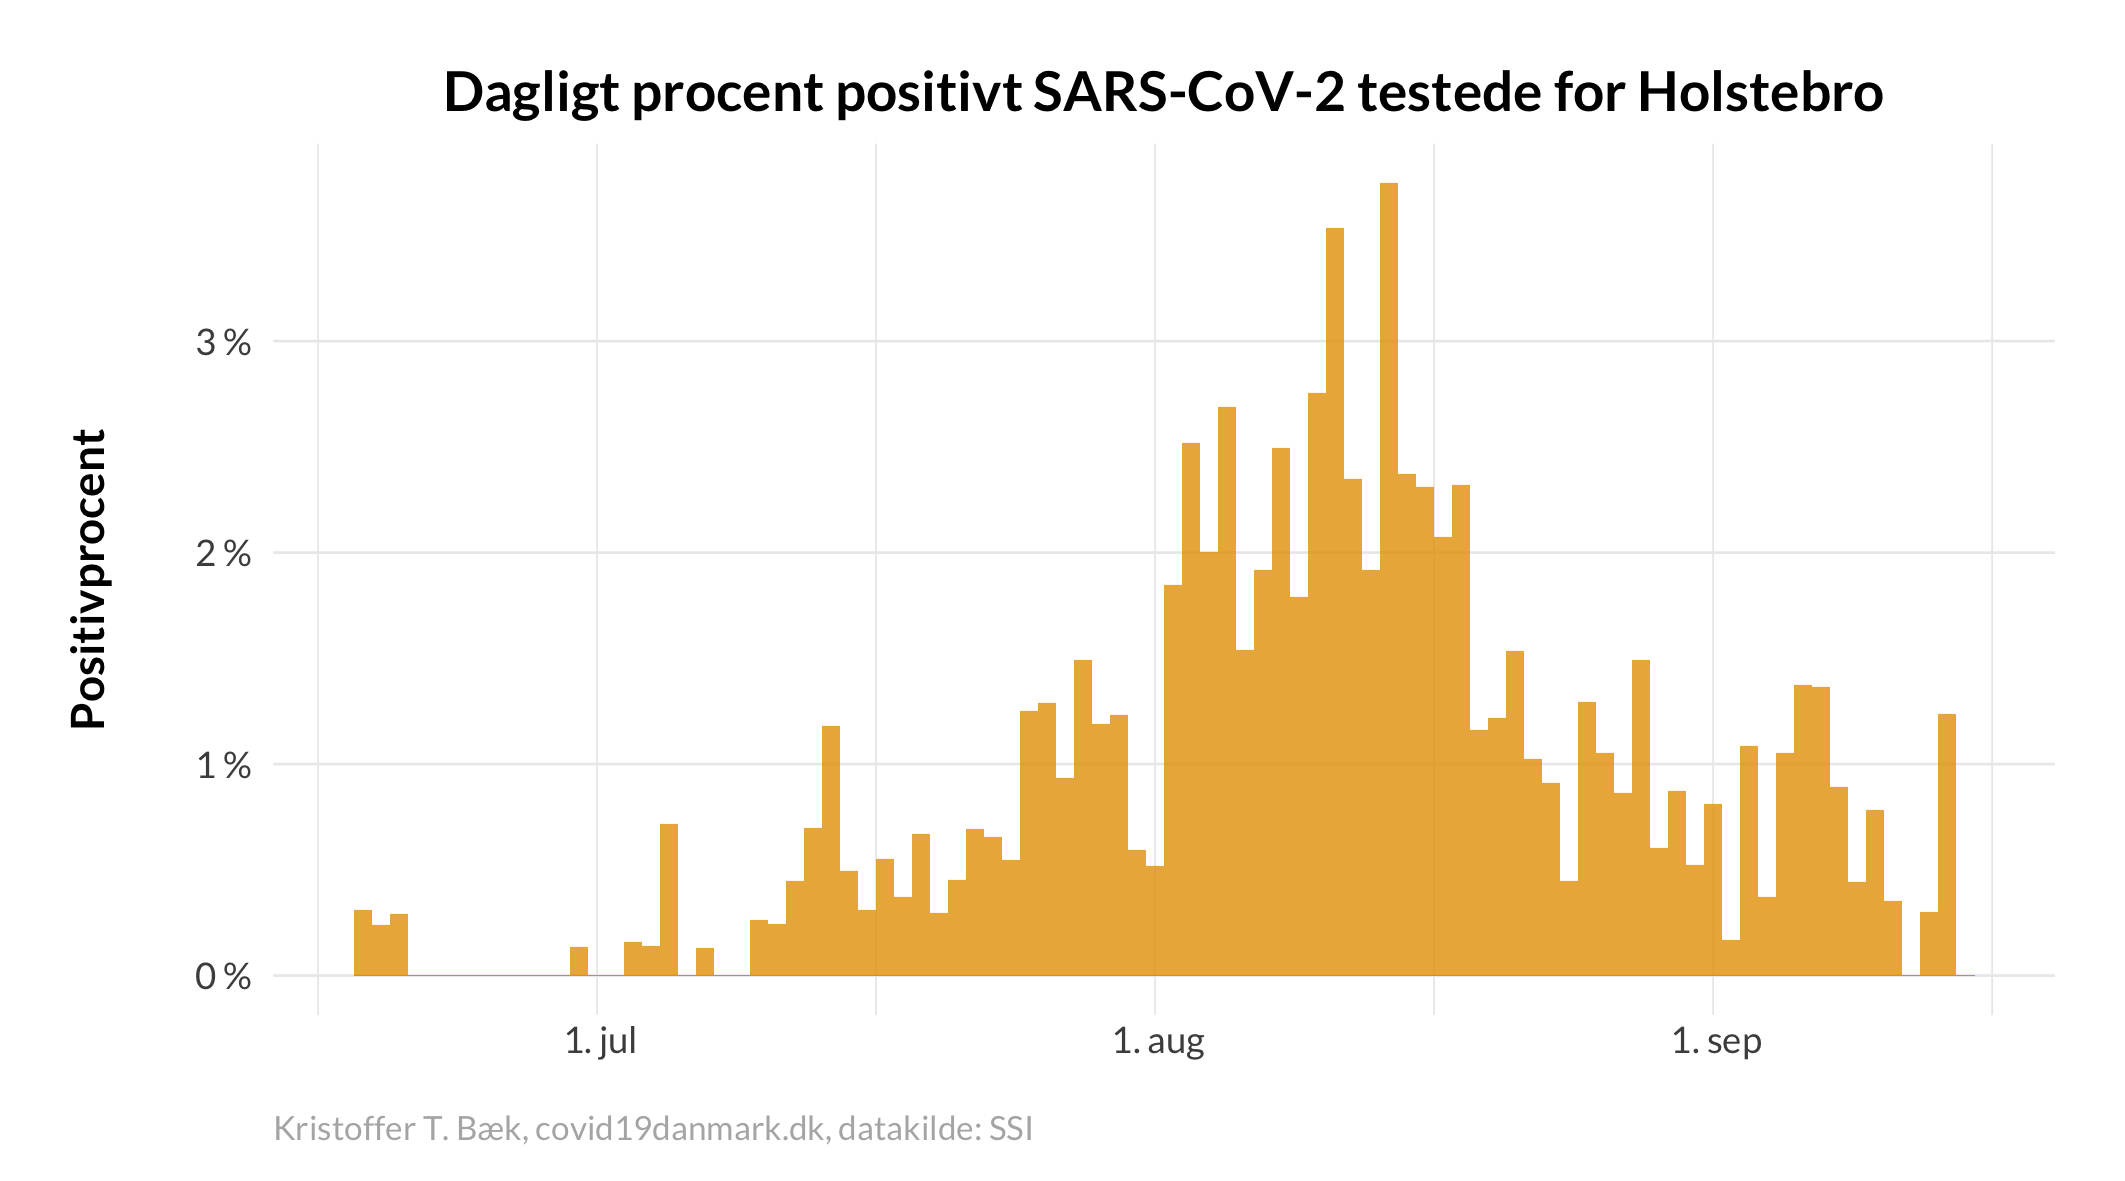 Dagligt procent positivt SARS-CoV-2 testede for Holstebro
Positivprocent
3 %
2 %
1 %
0 %
1. jul
1. aug
1. sep
Kristoffer T. Bæk, covid19danmark.dk, datakilde: SSI